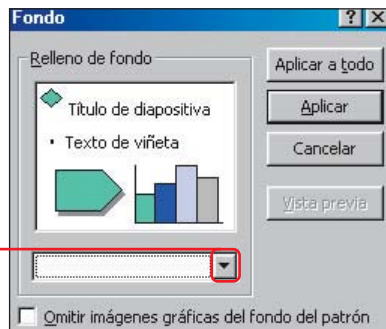 Fondo
Relleno de fondo
Título de diapositiva
• Texto de viñeta
Aplicar a todo
Aplicar
Cancelar
Vista previa
Omitir imágenes gráficas del fondo del patrón